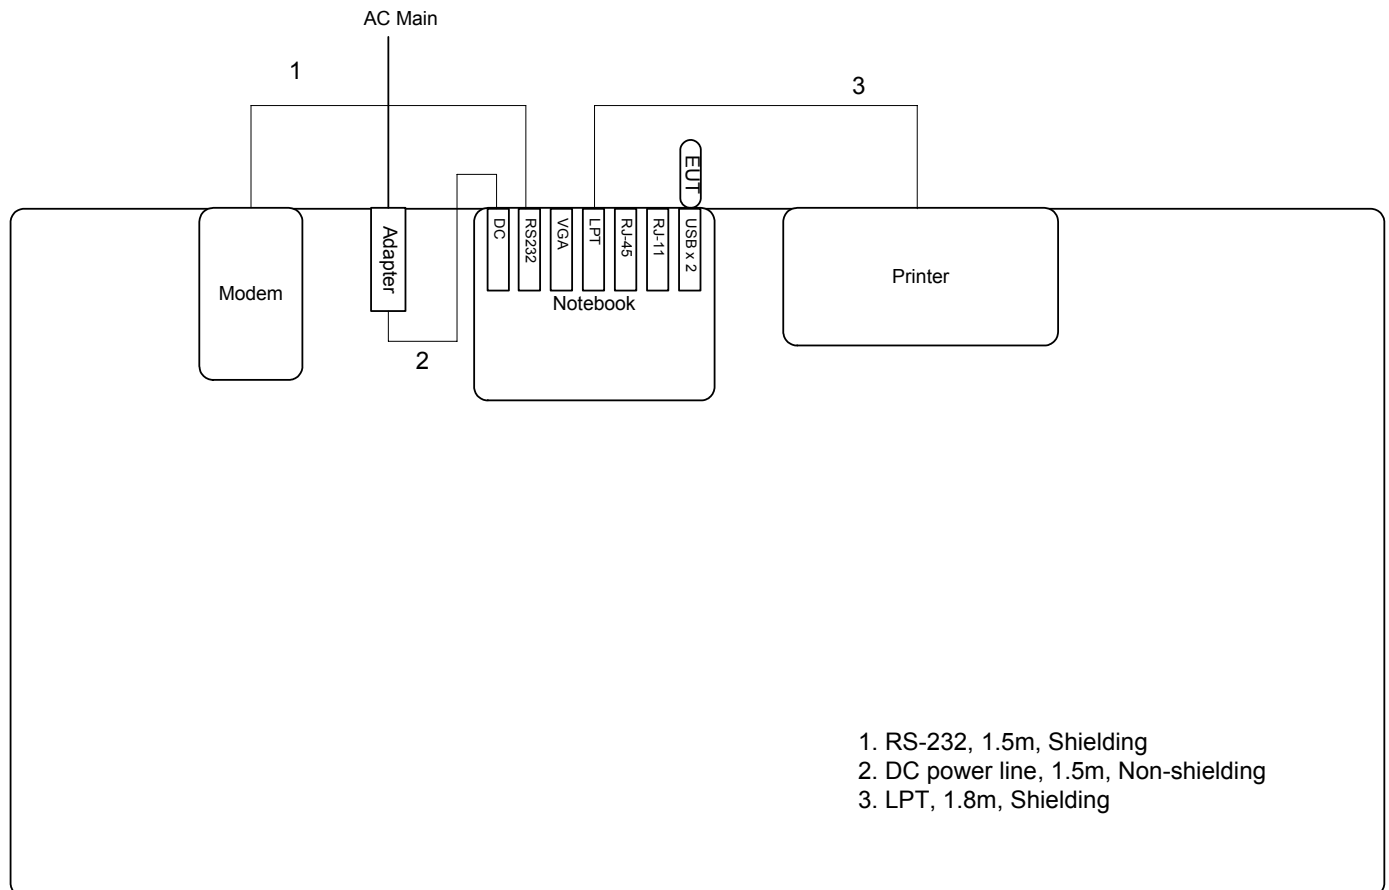 AC Main
1
3
EUT
DC
RS232
VGA
LPT
RJ-45
RJ-11
USB x 2
Adapter
Modem
Notebook
Printer
2
1. RS-232, 1.5m, Shielding
2. DC power line, 1.5m, Non-shielding
3. LPT, 1.8m, Shielding